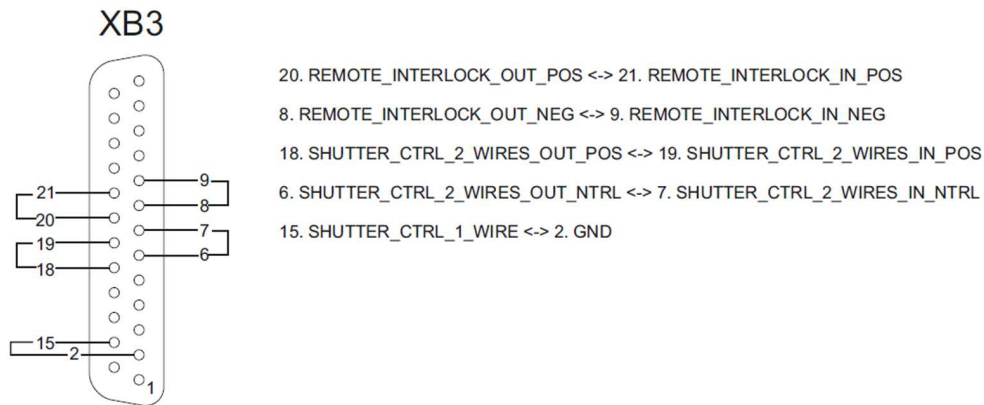 XB3
20. REMOTE_INTERLOCK_OUT_POS <-> 21. REMOTE_INTERLOCK_IN_POS
8. REMOTE_INTERLOCK_OUT_NEG <-> 9. REMOTE_INTERLOCK_IN_NEG
18. SHUTTER_CTRL_2_WIRES_OUT_POS <-> 19. SHUTTER_CTRL_2_WIRES_IN_POS
6. SHUTTER_CTRL_2_WIRES_OUT_NTRL <-> 7. SHUTTER_CTRL_2_WIRES_IN_NTRL
15. SHUTTER_CTRL_1_WIRE <-> 2. GND
9
21
8
20
7
19
6
18
15
2
1